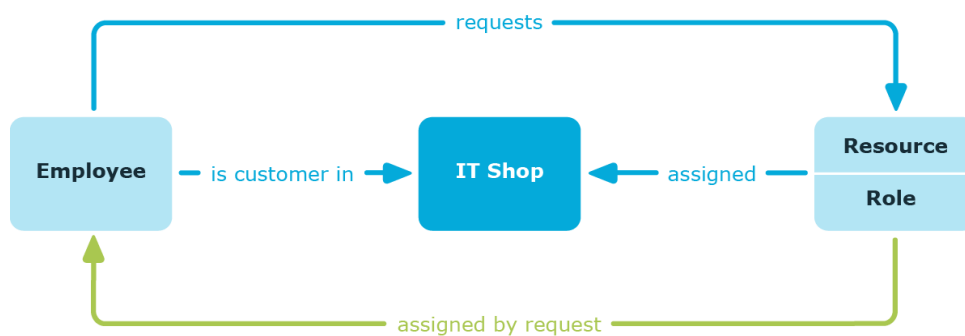 requests
Employee
is customer in
IT Shop
assigned
Resource
Role
assigned by request